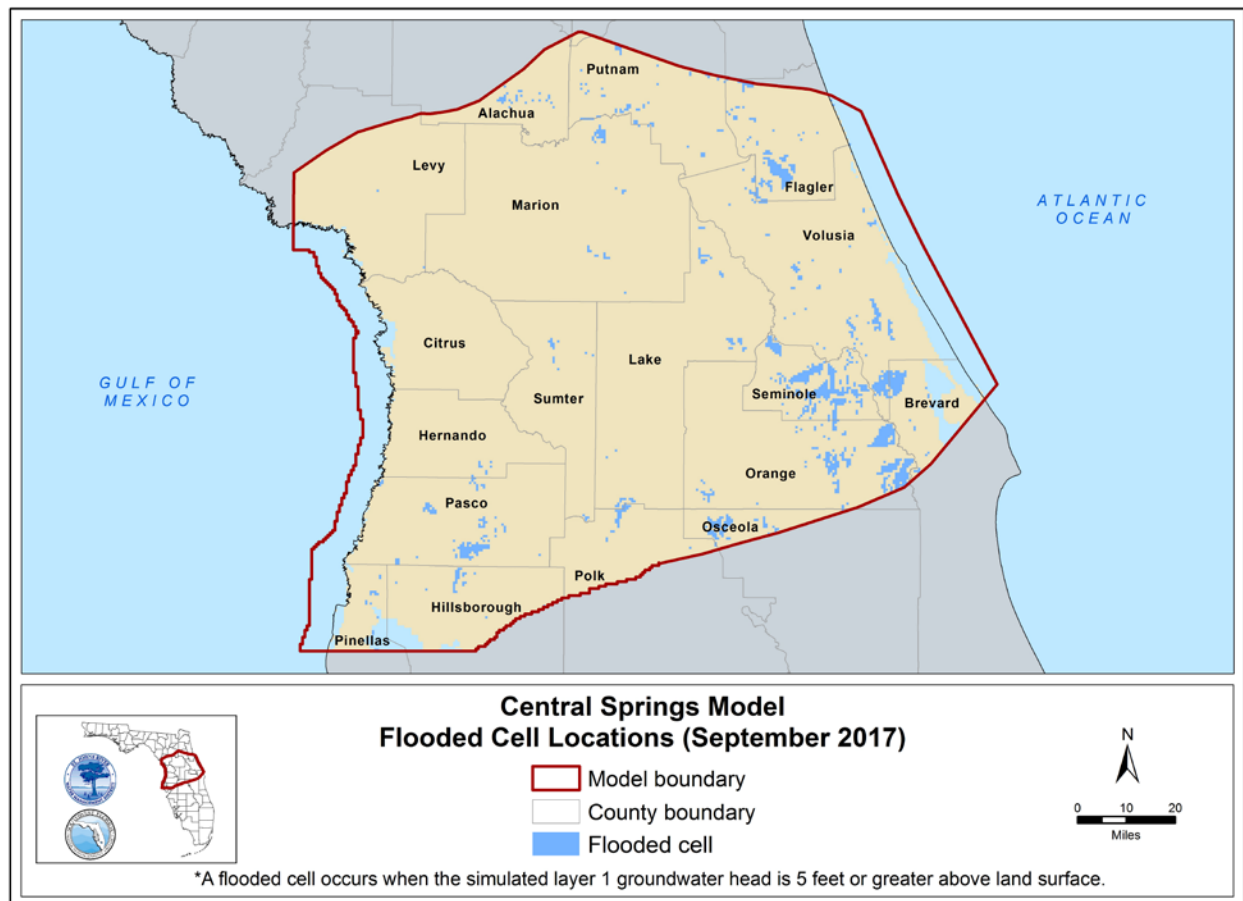 Putnam
Alachua
Levy
Flagler
Marion
ATLANTIC
OCEAN
Volusia
Citrus
Lake
GULF OF
MEXICO
Seminole
Sumter
Brevard
Hernando
Orange
Pasco
Osceola
Polk
Hillsborough
Pinellas
Central Springs Model
Flooded Cell Locations (September 2017)
Model boundary
County boundary
Flooded cell
N
0 10 20
Miles
*A flooded cell occurs when the simulated layer 1 groundwater head is 5 feet or greater above land surface.